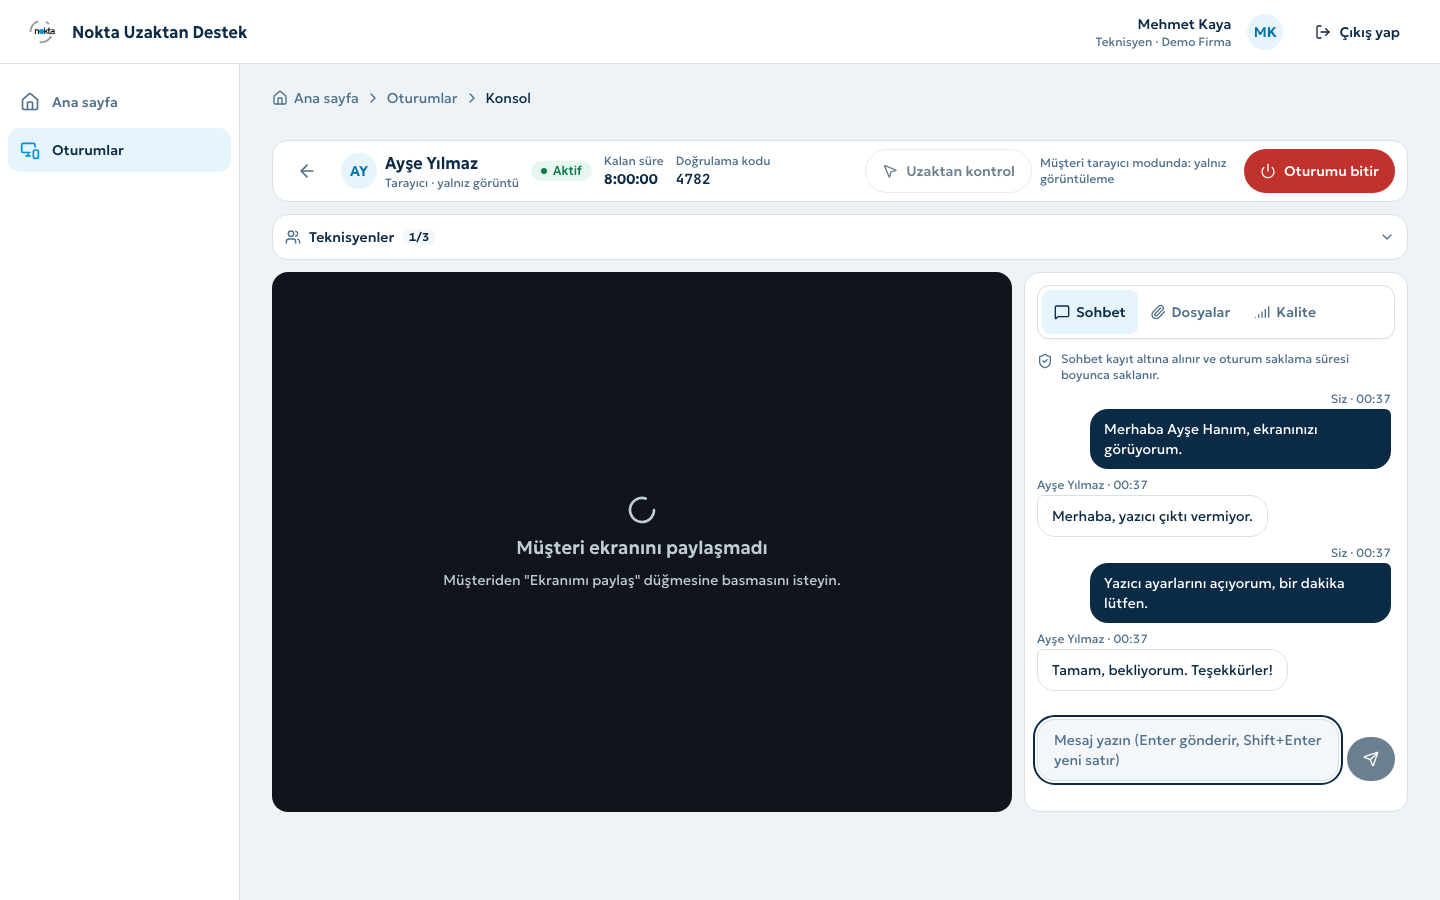 nokta
Nokta Uzaktan Destek
Mehmet Kaya
Teknisyen · Demo Firma
MK
Çıkış yap
Ana sayfa
Oturumlar
Ana sayfa
Oturumlar
Konsol
AY
Ayşe Yılmaz
Tarayıcı · yalnız görüntü
Aktif
Kalan süre
8:00:00
Doğrulama kodu
4782
Uzaktan kontrol
Müşteri tarayıcı modunda: yalnız
görüntüleme
Oturumu bitir
Teknisyenler 1/3
Müşteri ekranını paylaşmadı
Müşteriden "Ekranımı paylaş" düğmesine basmasını isteyin.
Sohbet
Dosyalar
Kalite
Sohbet kayıt altına alınır ve oturum saklama süresi
boyunca saklanır.
Siz · 00:37
Merhaba Ayşe Hanım, ekranınızı
görüyorum.
Ayşe Yılmaz · 00:37
Merhaba, yazıcı çıktı vermiyor.
Siz · 00:37
Yazıcı ayarlarını açıyorum, bir dakika
lütfen.
Ayşe Yılmaz · 00:37
Tamam, bekliyorum. Teşekkürler!
Mesaj yazın (Enter gönderir, Shift+Enter
yeni satır)